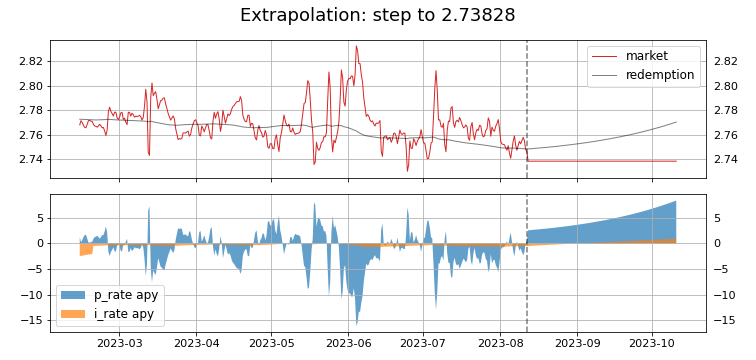 Extrapolation: step to 2.73828
2.82 2.82
2.80 2.80
2.78 2.78
2.76 2.76
2.74 2.74
market
redemption
5 5
0 0
−5 −5
−10 −10
−15 −15
p_rate apy
i_rate apy
2023-03 2023-04 2023-05 2023-06 2023-07 2023-08 2023-09 2023-10